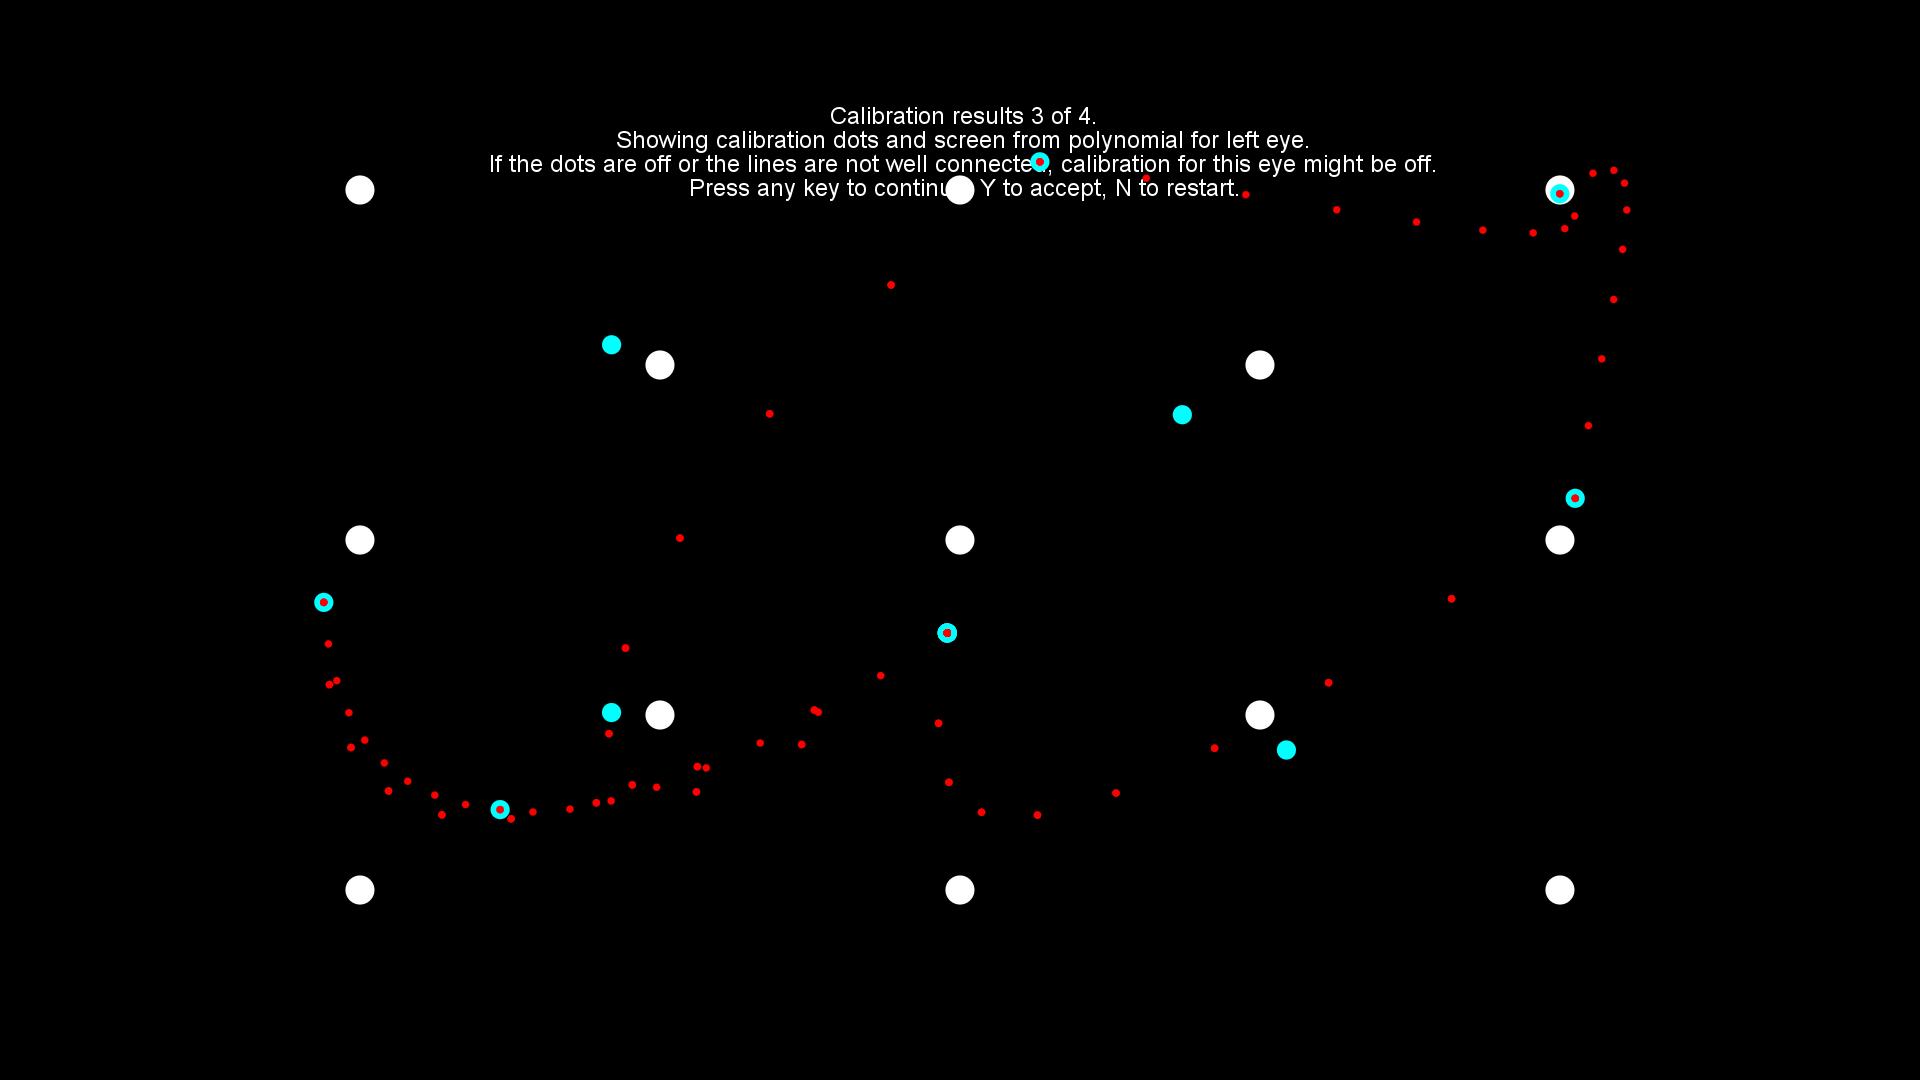 Calibration results 3 of 4.
Showing calibration dots and screen from polynomial for left eye.
If the dots are off or the lines are not well connected, calibration for this eye might be off.
Press any key to continue, Y to accept, N to restart.